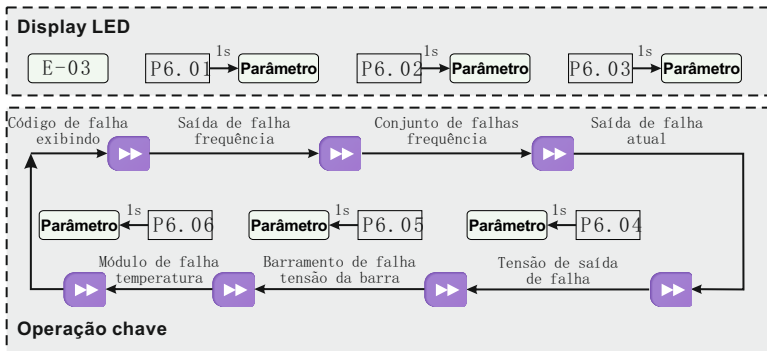 Display LED
E-03
P6.01
1s
Parâmetro
P6.02
1s
Parâmetro
P6.03
1s
Parâmetro
Código de falha
exibindo
Saída de falha
frequência
Conjunto de falhas
frequência
Saída de falha
atual
Parâmetro
1s
P6.06
Parâmetro
1s
P6.05
Parâmetro
1s
P6.04
Módulo de falha
temperatura
Barramento de falha
tensão da barra
Tensão de saída
de falha
Operação chave